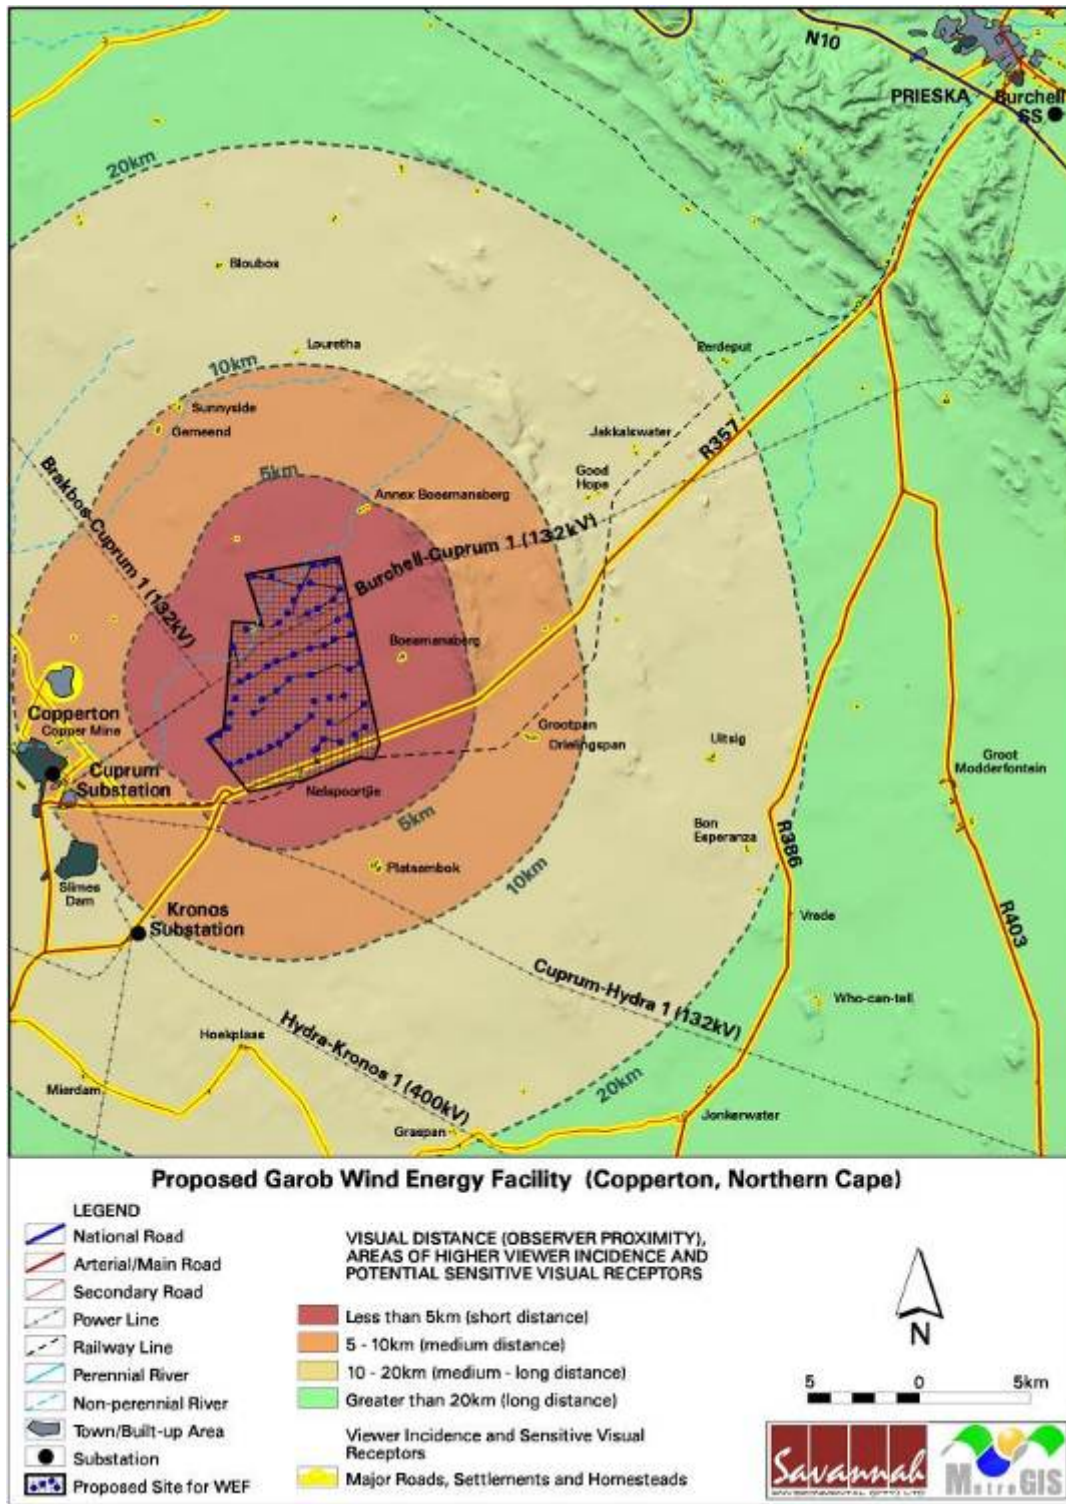 N10
PRIESKA
Burchell
SS
20km
Bloubos
Louretha
10km
Perdeput
Sunnyside
Gemeend
Jakkalswater
R357
Good
Hope
5km
Annex Boesmansberg
Brakbos-Cuprum 1 (132kV)
Burchell-Cuprum 1 (132kV)
Boesmansberg
Copperton
Copper Mine
Grootpan
Drielingspan
Uitsig
Groot
Modderfontein
Cuprum
Substation
Nelspoortjie
5km
Bon
Esperanza
R386
Platsambok
10km
Slimes
Dam
Kronos
Substation
Vrede
R403
Cuprum-Hydra 1 (132kV)
Who-can-tell
Hoekplaas
Hydra-Kronos 1 (400kV)
Mierdam
20km
Graspan
Jonkerwater
Proposed Garob Wind Energy Facility (Copperton, Northern Cape)
LEGEND
National Road
Arterial/Main Road
Secondary Road
Power Line
Railway Line
Perennial River
Non-perennial River
Town/Built-up Area
Substation
Proposed Site for WEF
VISUAL DISTANCE (OBSERVER PROXIMITY),
AREAS OF HIGHER VIEWER INCIDENCE AND
POTENTIAL SENSITIVE VISUAL RECEPTORS
Less than 5km (short distance)
5 - 10km (medium distance)
10 - 20km (medium - long distance)
Greater than 20km (long distance)
Viewer Incidence and Sensitive Visual
Receptors
Major Roads, Settlements and Homesteads
N
5 0 5km
Savannah
ENVIRONMENTAL (PTY) LTD
GIS